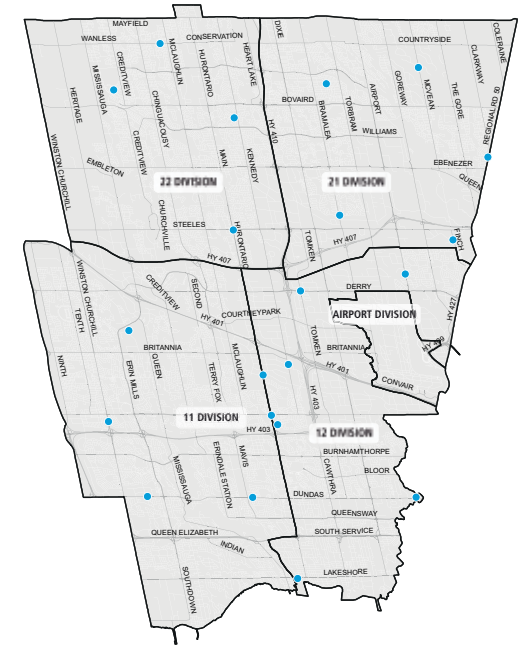 MAYFIELD
DIXIE
COLERAINE
WANLESS
CONSERVATION
COUNTRYSIDE
MCLAUGHLIN
HURONTARIO
HEART LAKE
CLARKWAY
CREDITVIEW
MISSISSAUGA
HERITAGE
CHINGUACOUSY
BOVAIRD
BRAMALEA
TORBRAM
AIRPORT
GOREWAY
MCVEAN
THE GORE
REGIONAL RD 50
HY 410
WILLIAMS
WINSTON CHURCHILL
EMBLETON
CREDITVIEW
MAIN
KENNEDY
EBENEZER
QUEEN
22 DIVISION
21 DIVISION
CHURCHVILLE
STEELES
HURONTARIO
TOMKEN
HY 407
FINCH
HY 407
WINSTON CHURCHILL
TENTH
CREDITVIEW
SECOND
DERRY
HY 427
HY 401
COURTNEYPARK
AIRPORT DIVISION
NINTH
BRITANNIA
ERIN MILLS
QUEEN
TERRY FOX
MCLAUGHLIN
TOMKEN
BRITANNIA
HY 409
HY 401
CONVAIR
HY 403
11 DIVISION
HY 403
12 DIVISION
MISSISSAUGA
ERINDALE STATION
MAVIS
BURNHAMTHORPE
CAWTHRA
BLOOR
DUNDAS
QUEENSWAY
QUEEN ELIZABETH
INDIAN
SOUTH SERVICE
SOUTHDOWN
LAKESHORE